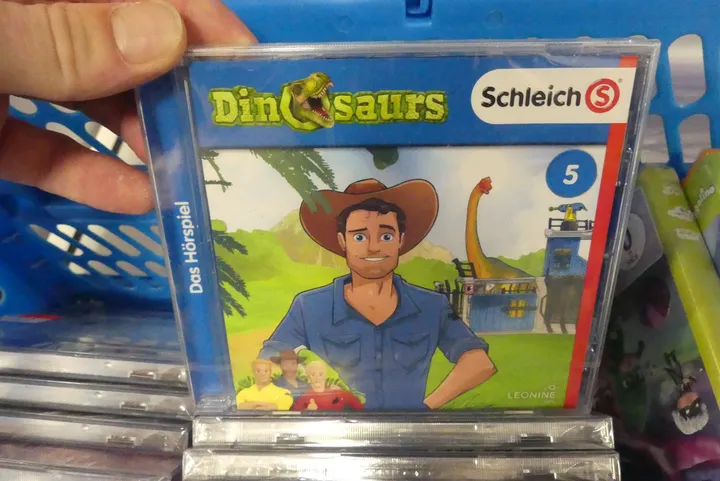 Dinosaurs
Schleich S
5
Das Hörspiel
LEONINE